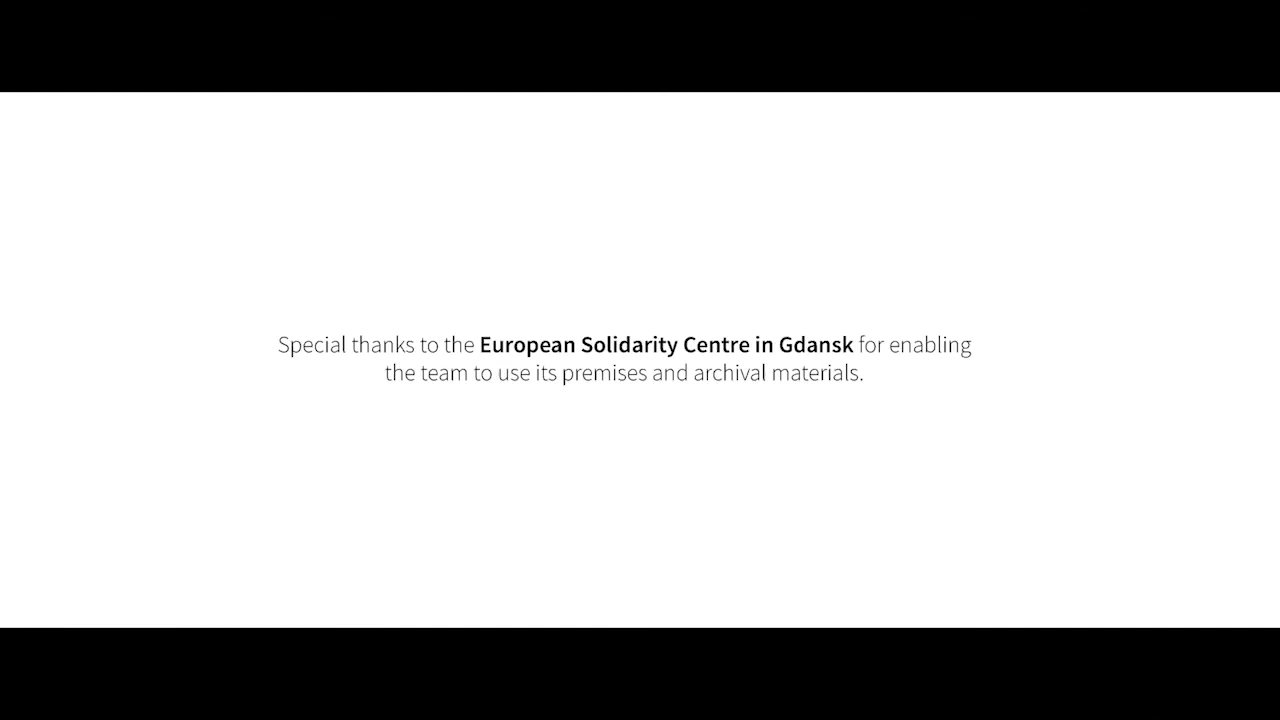 Special thanks to the European Solidarity Centre in Gdansk for enabling
the team to use its premises and archival materials.